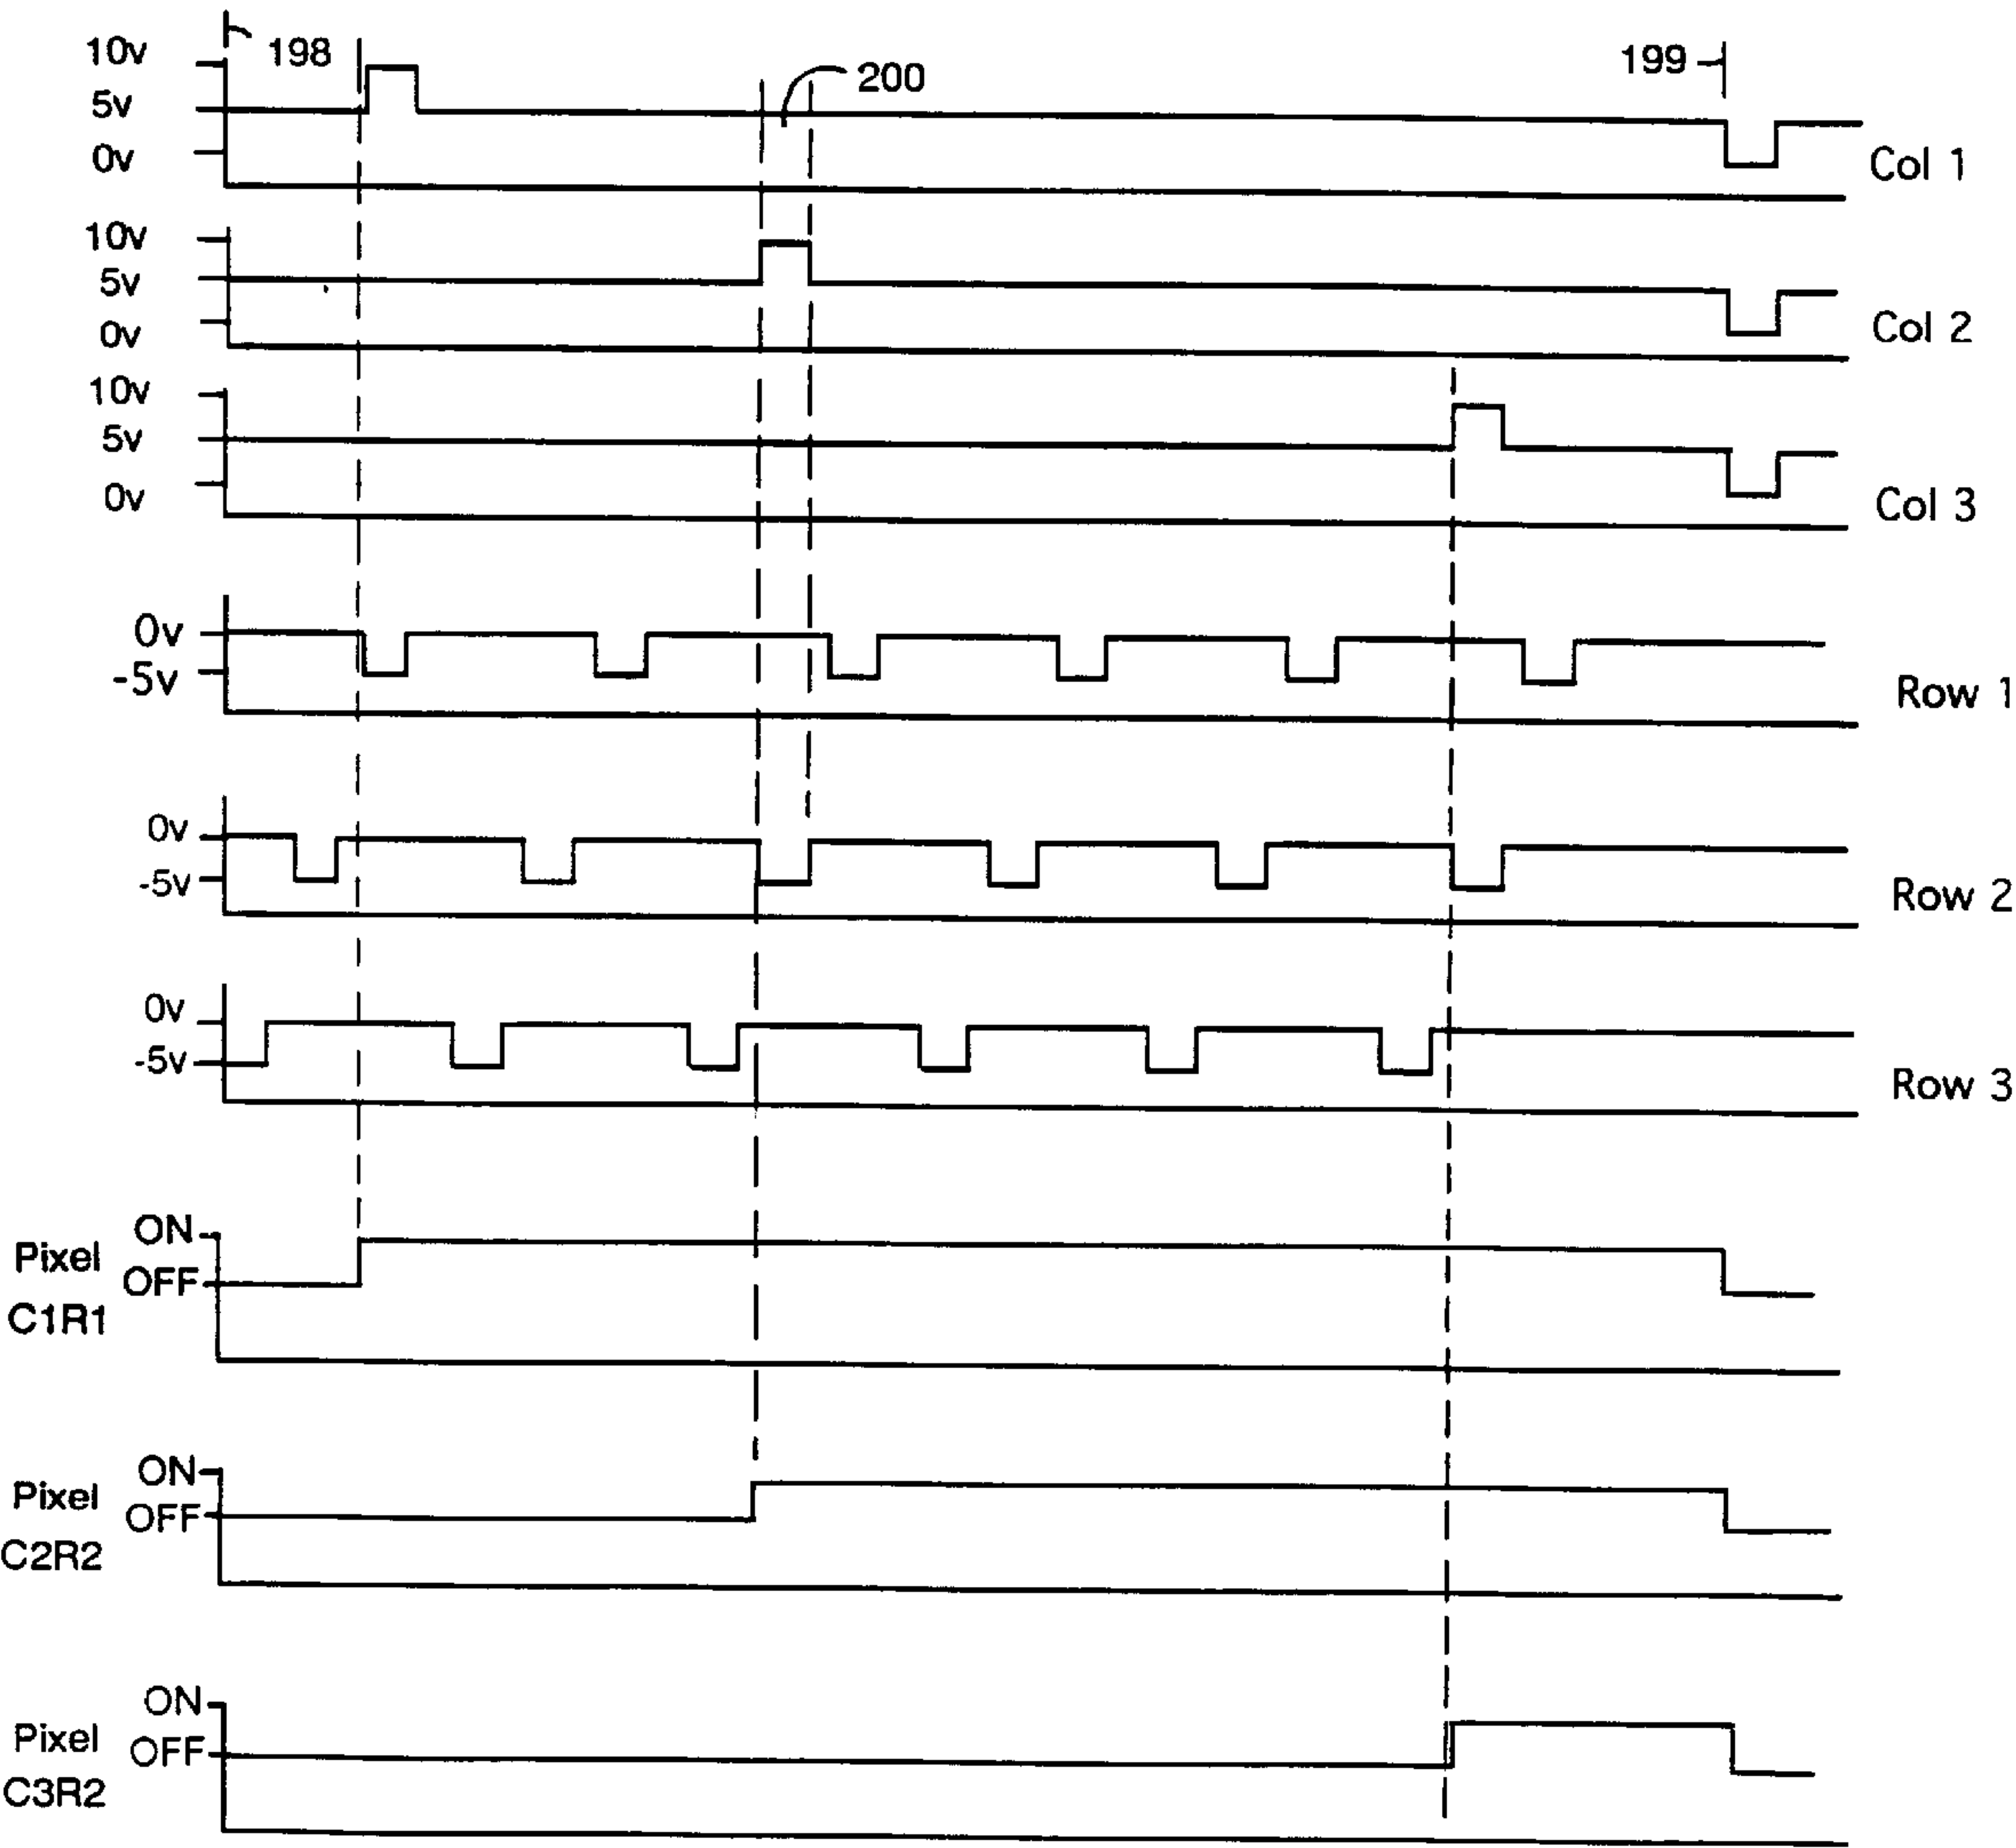 198
10v
5v
0v
200
199
Col 1
10v
5v
0v
Col 2
10v
5v
0v
Col 3
0v
-5v
Row 1
0v
-5v
Row 2
0v
-5v
Row 3
ON
OFF
Pixel
C1R1
ON
OFF
Pixel
C2R2
ON
OFF
Pixel
C3R2